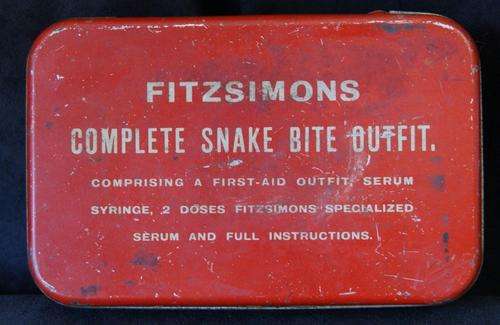 FITZSIMONS
COMPLETE SNAKE BITE OUTFIT.
COMPRISING A FIRST-AID OUTFIT, SERUM
SYRINGE, 2 DOSES FITZSIMONS SPECIALIZED
SERUM AND FULL INSTRUCTIONS.